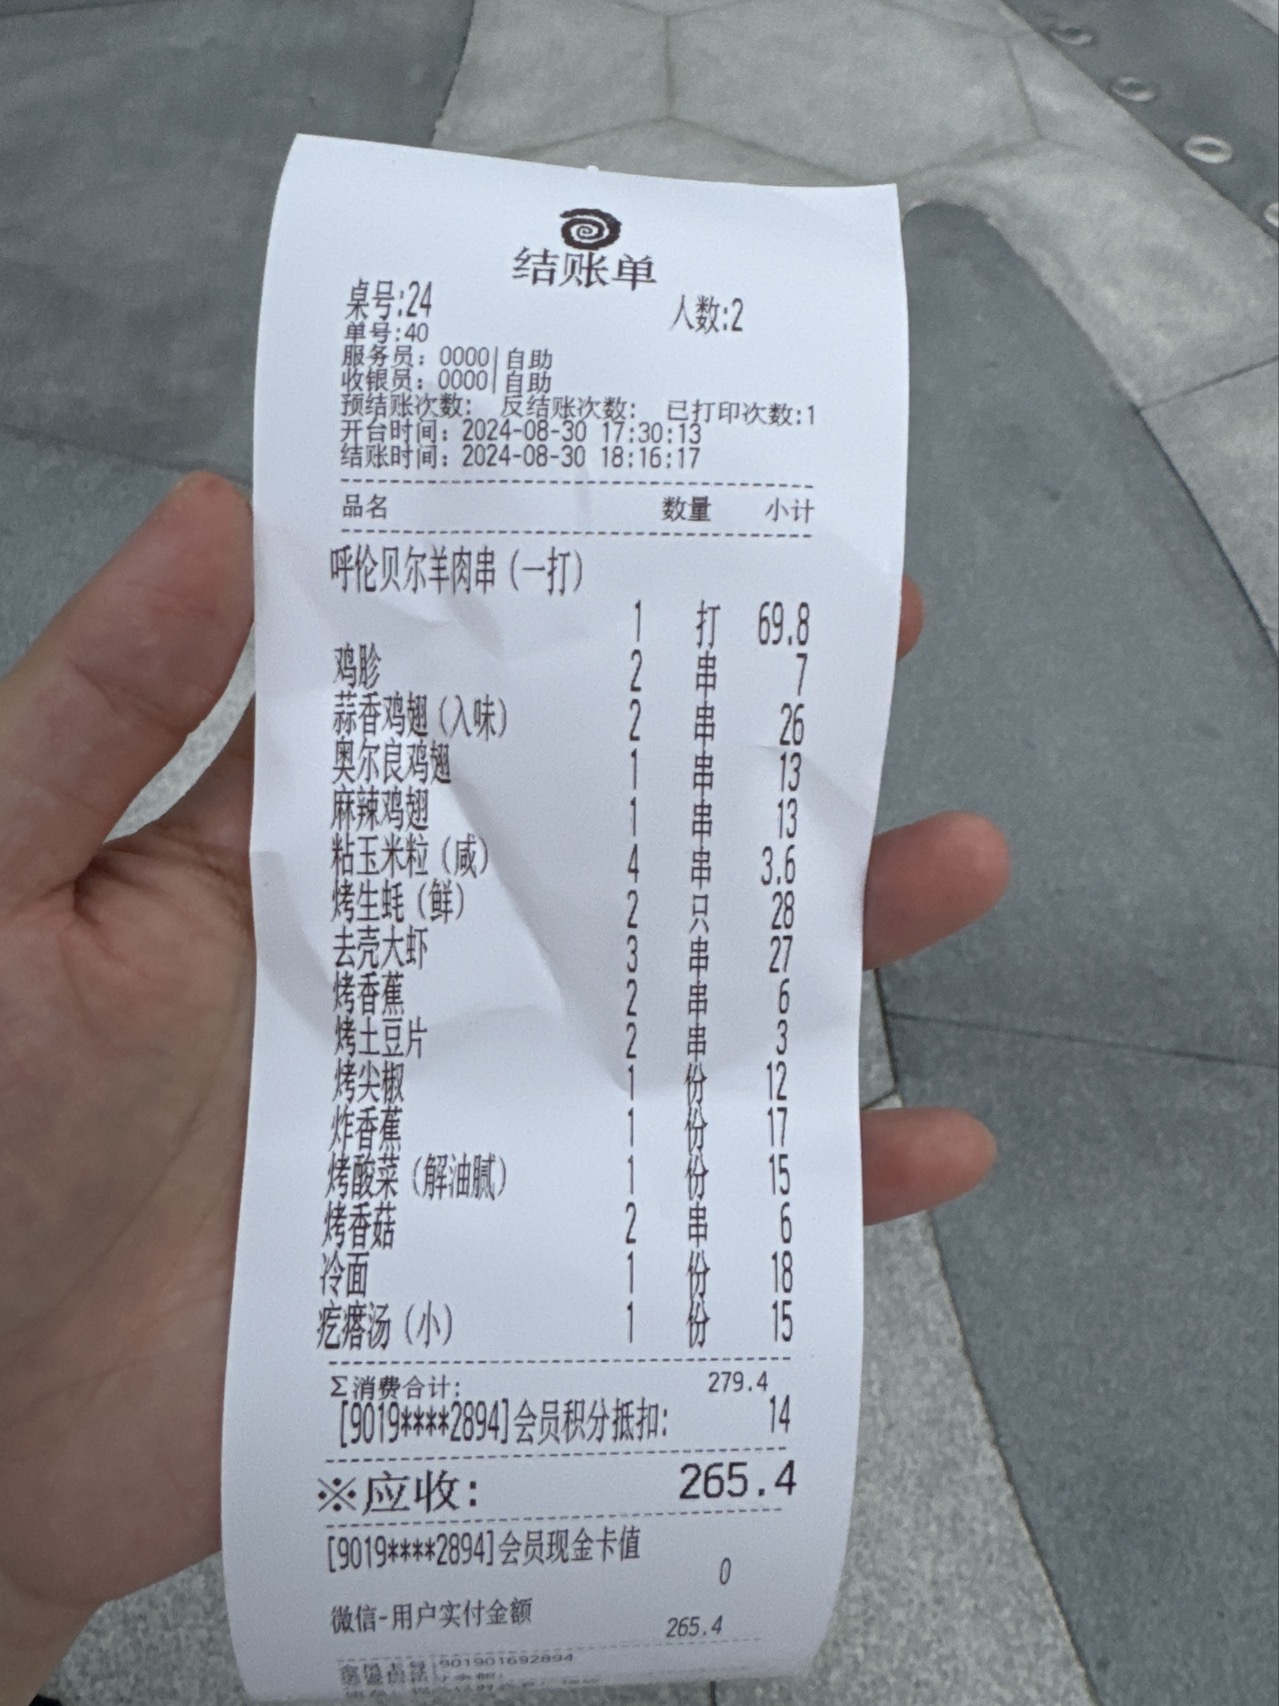 结账单
桌号:24 人数:2
单号:40
服务员: 0000|自助
收银员: 0000|自助
预结账次数: 反结账次数: 已打印次数:1
开台时间: 2024-08-30 17:30:13
结账时间: 2024-08-30 18:16:17
品名 数量 小计
呼伦贝尔羊肉串(一打)
1 打 69.8
鸡胗 2 串 7
蒜香鸡翅(入味) 2 串 26
奥尔良鸡翅 1 串 13
麻辣鸡翅 1 串 13
粘玉米粒(咸) 4 串 3.6
烤生蚝(鲜) 2 只 28
去壳大虾 3 串 27
烤香蕉 2 串 6
烤土豆片 2 串 3
烤尖椒 1 份 12
炸香蕉 1 份 17
烤酸菜(解油腻) 1 份 15
烤香菇 2 串 6
冷面 1 份 18
疙瘩汤(小) 1 份 15
Σ消费合计: 279.4
[9019****2894]会员积分抵扣: 14
※应收: 265.4
[9019****2894]会员现金卡值
0
微信-用户实付金额 265.4
901901692894